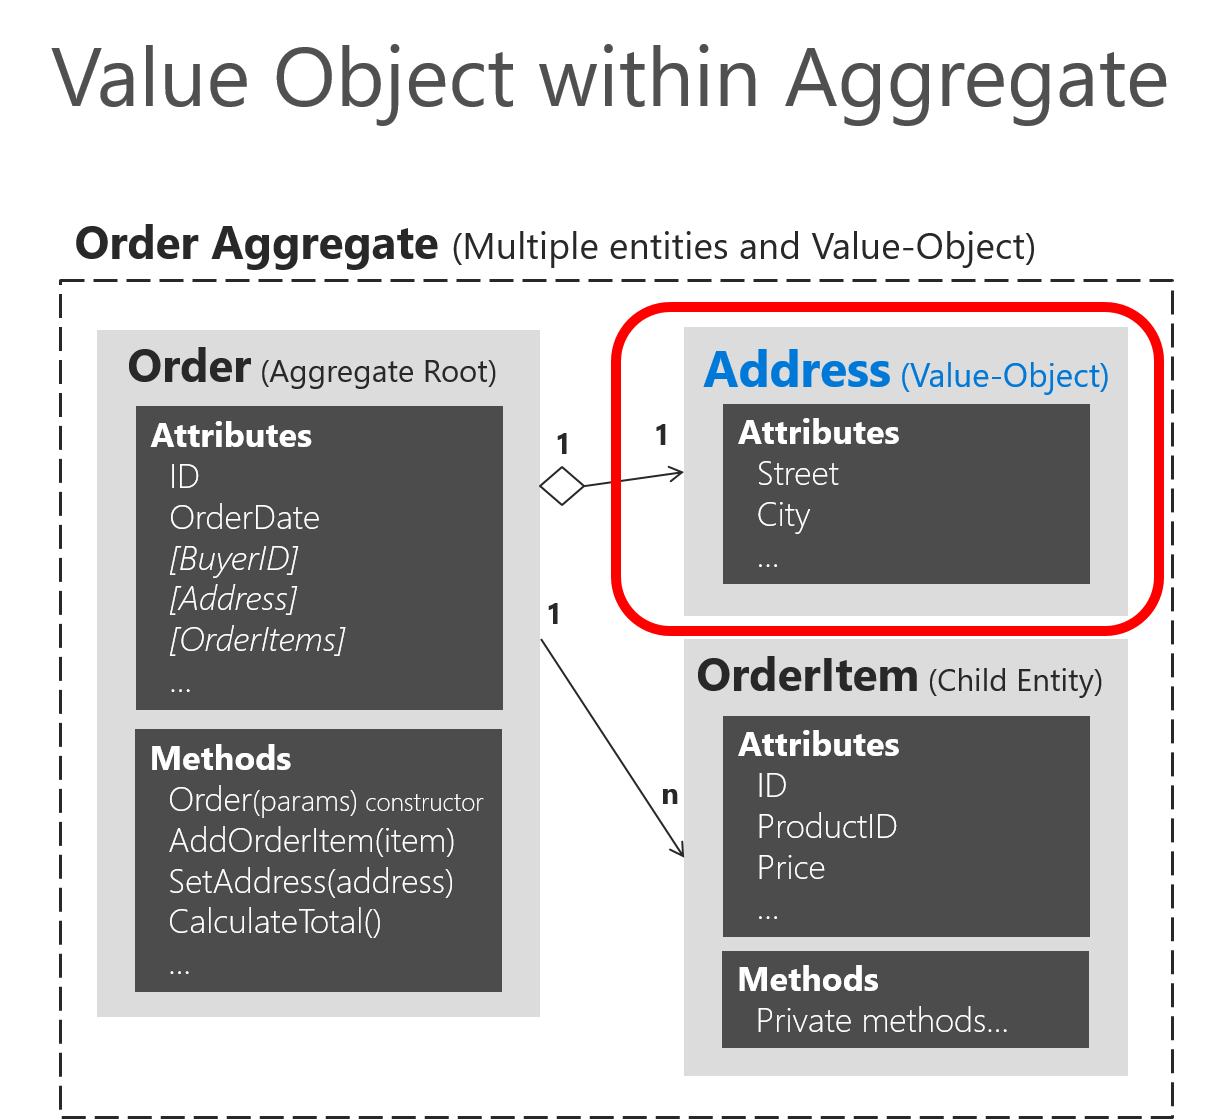 Value Object within Aggregate
Order Aggregate (Multiple entities and Value-Object)
Order (Aggregate Root)
Attributes
ID
OrderDate
[BuyerID]
[Address]
[OrderItems]
...
Methods
Order(params) constructor
AddOrderItem(item)
SetAddress(address)
CalculateTotal()
...
1
1
Address (Value-Object)
Attributes
Street
City
...
1
n
OrderItem (Child Entity)
Attributes
ID
ProductID
Price
...
Methods
Private methods...